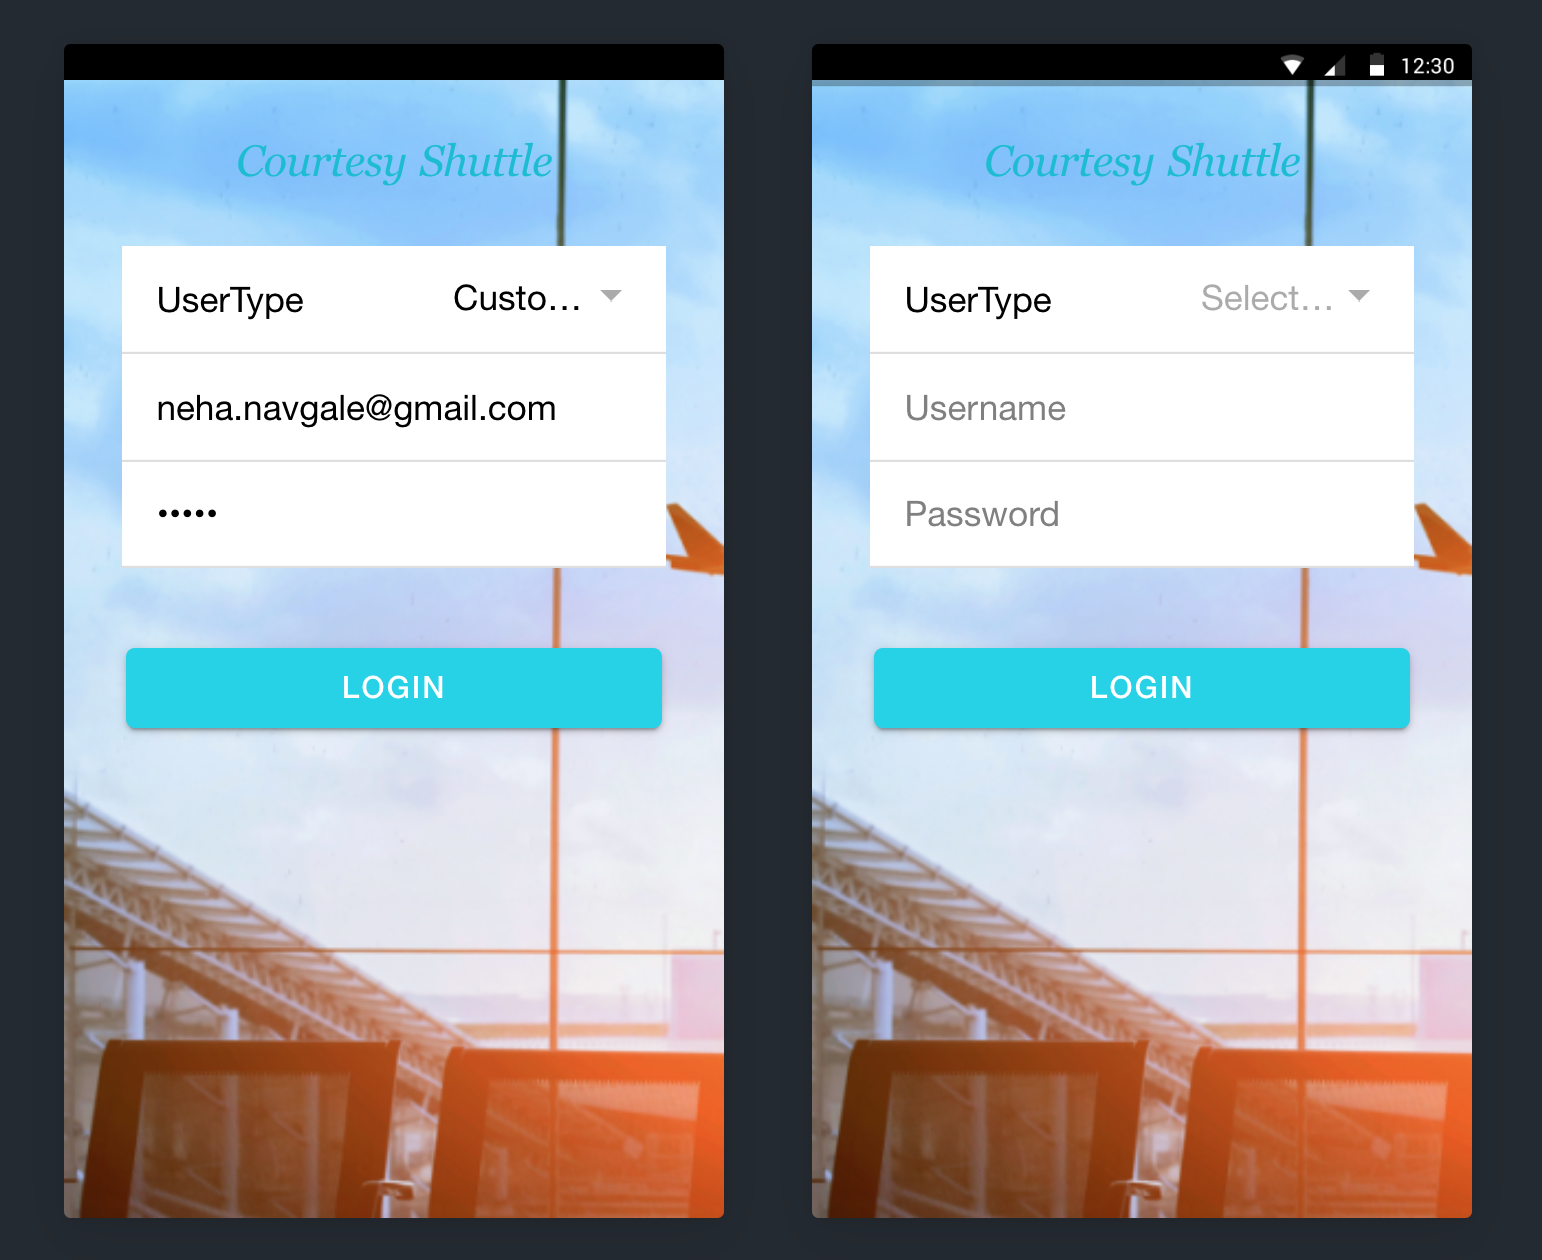 Courtesy Shuttle
UserType Custo...
neha.navgale@gmail.com
•••••
LOGIN
12:30
Courtesy Shuttle
UserType Select...
Username
Password
LOGIN